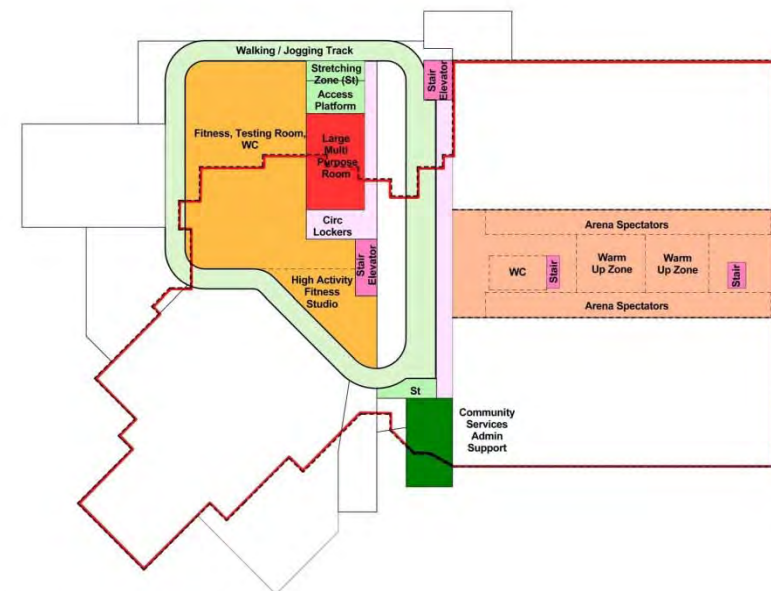 Walking / Jogging Track
Stretching
Zone (St)
Access
Platform
Stair
Elevator
Fitness, Testing Room,
WC
Large
Multi
Purpose
Room
Circ
Lockers
Stair
Elevator
High Activity
Fitness
Studio
St
Community
Services
Admin
Support
Arena Spectators
WC
Stair
Warm
Up Zone
Warm
Up Zone
Stair
Arena Spectators